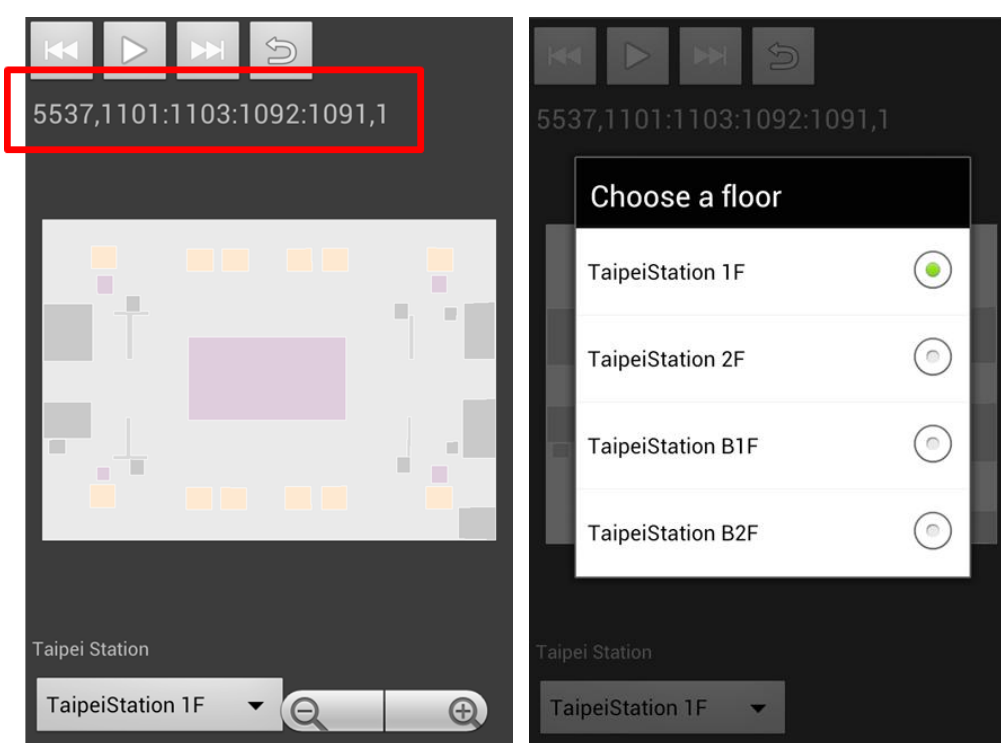 5537,1101:1103:1092:1091,1
Taipei Station
TaipeiStation 1F
5537,1101:1103:1092:1091,1
Choose a floor
TaipeiStation 1F
TaipeiStation 2F
TaipeiStation B1F
TaipeiStation B2F
Taipei Station
TaipeiStation 1F